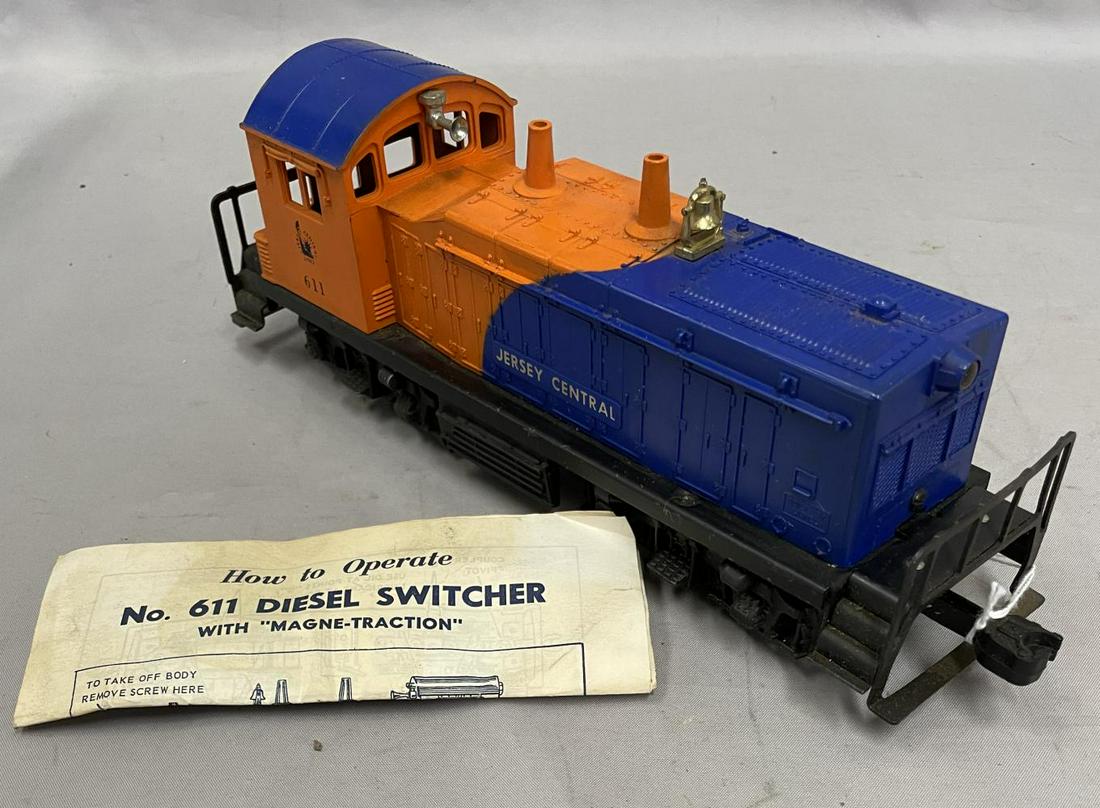 611
JERSEY CENTRAL
How to Operate
No. 611 DIESEL SWITCHER
WITH "MAGNE-TRACTION"
TO TAKE OFF BODY
REMOVE SCREW HERE